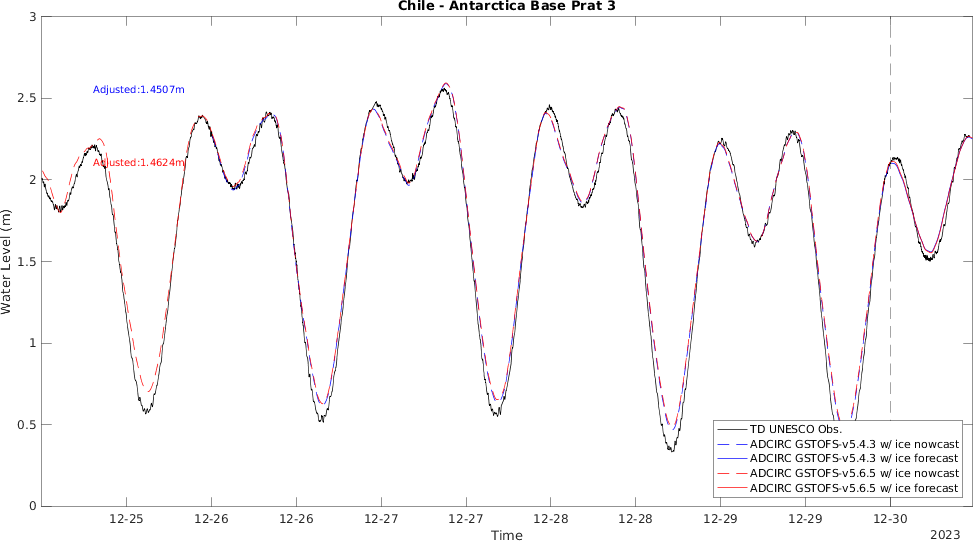 Chile - Antarctica Base Prat 3
3
2.5
2
1.5
1
0.5
0
Water Level (m)
Adjusted:1.4507m
Adjusted:1.4624m
TD UNESCO Obs.
ADCIRC GSTOFS-v5.4.3 w/ ice nowcast
ADCIRC GSTOFS-v5.4.3 w/ ice forecast
ADCIRC GSTOFS-v5.6.5 w/ ice nowcast
ADCIRC GSTOFS-v5.6.5 w/ ice forecast
12-25 12-26 12-26 12-27 12-27 12-28 12-28 12-29 12-29 12-30
Time
2023